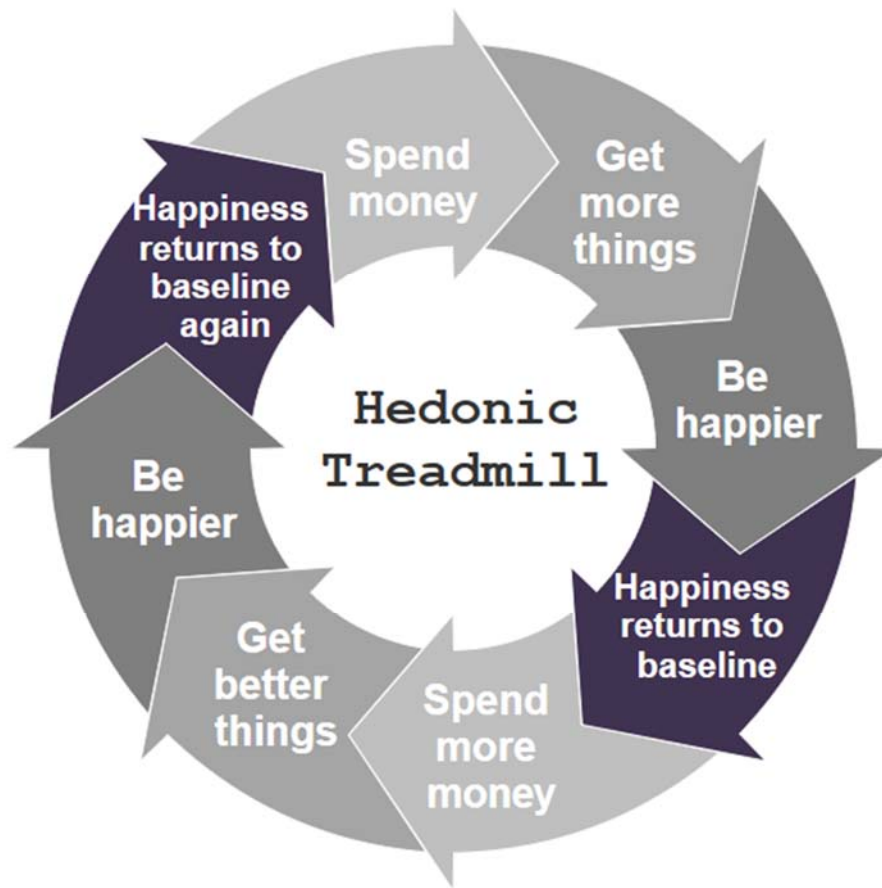 Spend
money
Get
more
things
Be
happier
Happiness
returns to
baseline
Spend
more
money
Get
better
things
Be
happier
Happiness
returns to
baseline
again
Hedonic
Treadmill